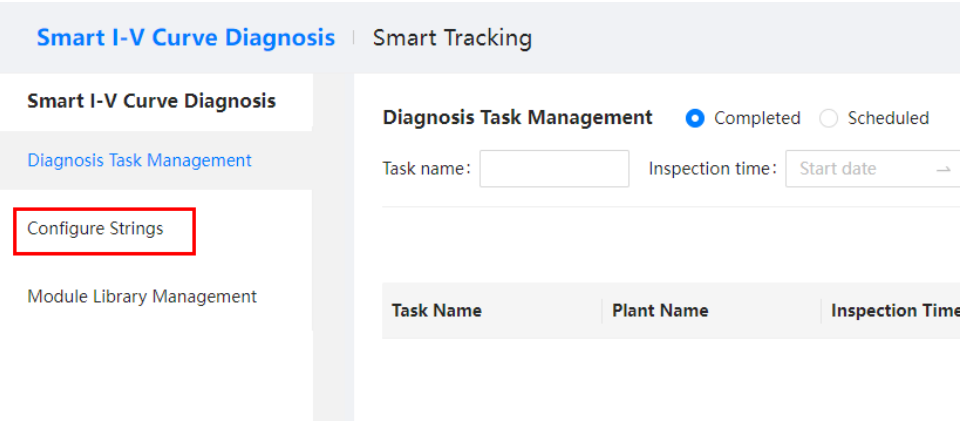 Smart I-V Curve Diagnosis Smart Tracking
Smart I-V Curve Diagnosis
Diagnosis Task Management
Configure Strings
Module Library Management
Diagnosis Task Management Completed Scheduled
Task name: Inspection time: Start date →
Task Name Plant Name Inspection Time